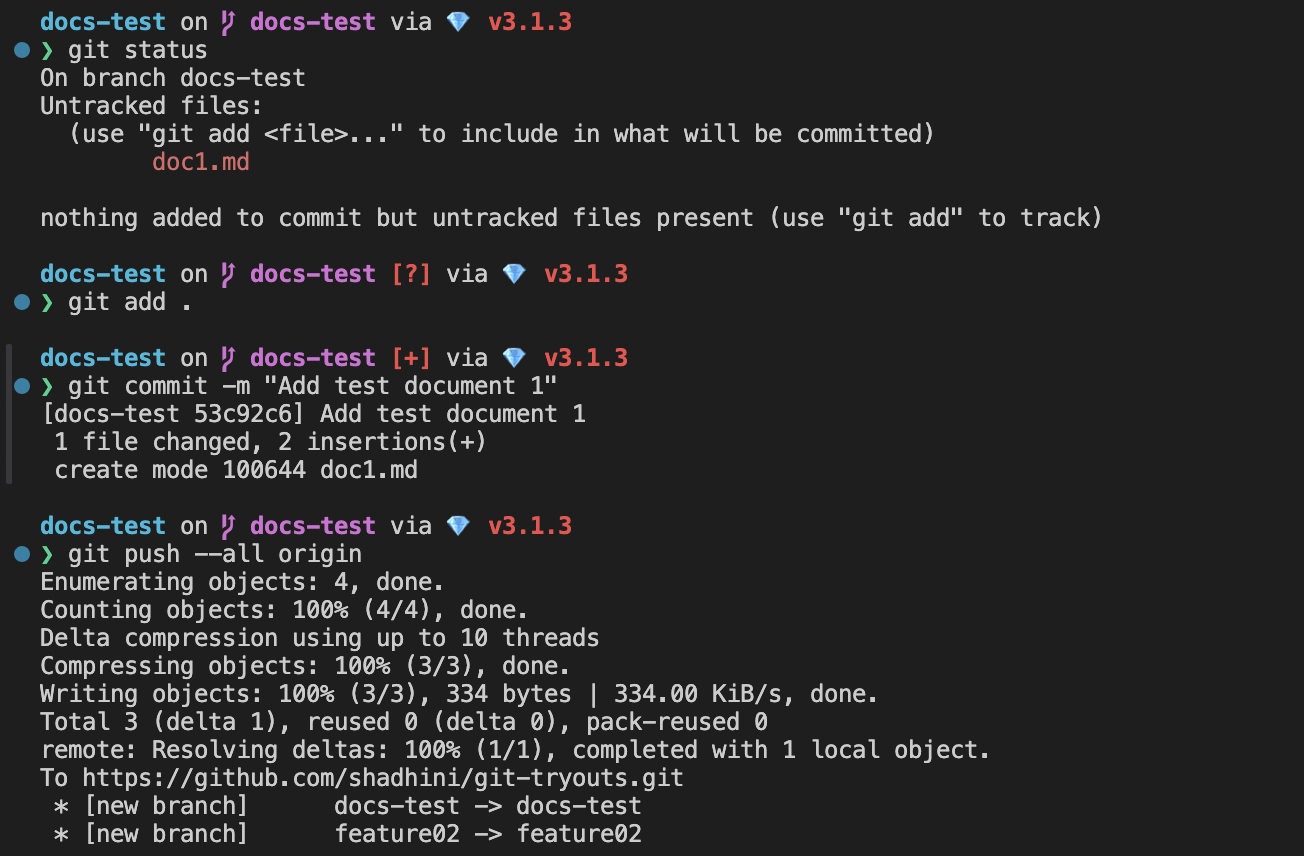 docs-test on docs-test via 💎 v3.1.3
❯ git status
On branch docs-test
Untracked files:
  (use "git add <file>..." to include in what will be committed)
        doc1.md

nothing added to commit but untracked files present (use "git add" to track)

docs-test on docs-test [?] via 💎 v3.1.3
❯ git add .

docs-test on docs-test [+] via 💎 v3.1.3
❯ git commit -m "Add test document 1"
[docs-test 53c92c6] Add test document 1
 1 file changed, 2 insertions(+)
 create mode 100644 doc1.md

docs-test on docs-test via 💎 v3.1.3
❯ git push --all origin
Enumerating objects: 4, done.
Counting objects: 100% (4/4), done.
Delta compression using up to 10 threads
Compressing objects: 100% (3/3), done.
Writing objects: 100% (3/3), 334 bytes | 334.00 KiB/s, done.
Total 3 (delta 1), reused 0 (delta 0), pack-reused 0
remote: Resolving deltas: 100% (1/1), completed with 1 local object.
To https://github.com/shadhini/git-tryouts.git
 * [new branch]      docs-test -> docs-test
 * [new branch]      feature02 -> feature02